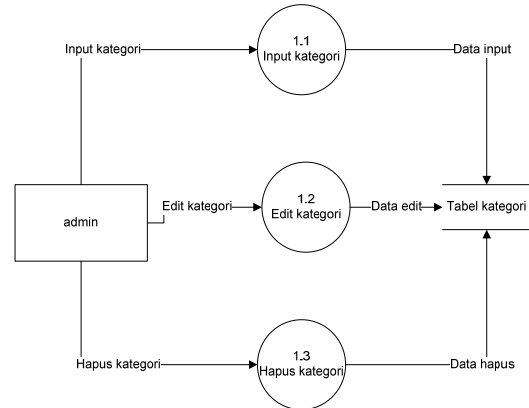 Input kategori
1.1
Input kategori
Data input
admin
Edit kategori
1.2
Edit kategori
Data edit
Tabel kategori
Hapus kategori
1.3
Hapus kategori
Data hapus